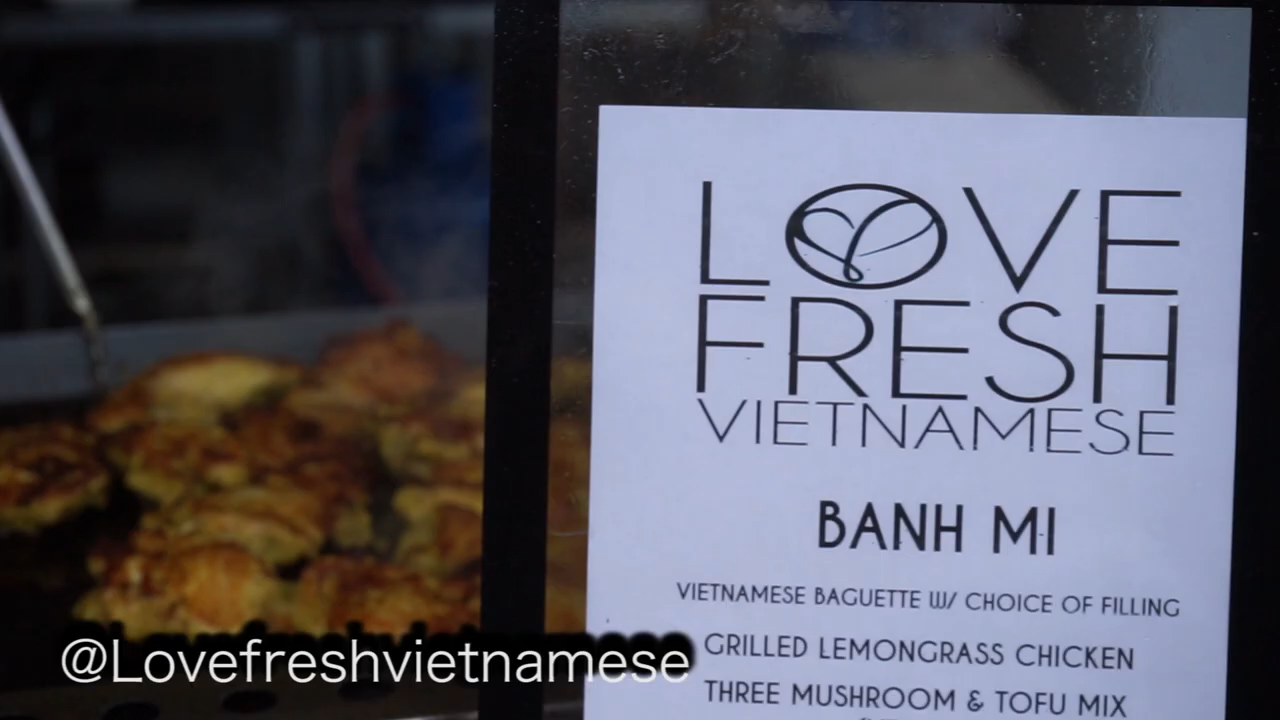 LOVE
FRESH
VIETNAMESE
BANH MI
VIETNAMESE BAGUETTE W/ CHOICE OF FILLING
GRILLED LEMONGRASS CHICKEN
THREE MUSHROOM & TOFU MIX
@Lovefreshvietnamese